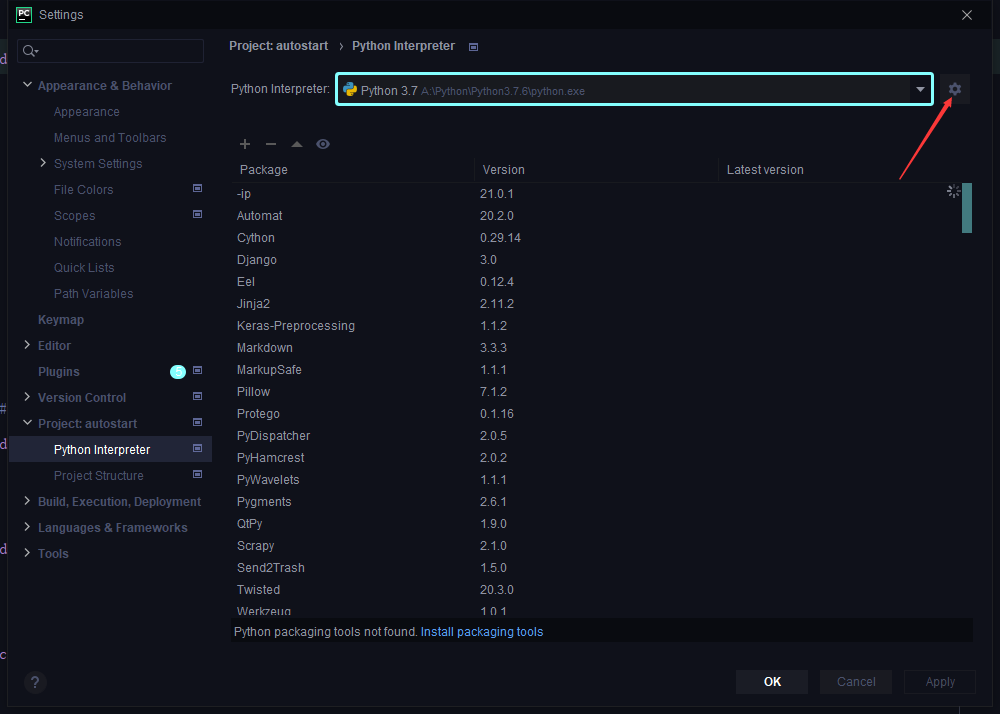 PC Settings
Project: autostart › Python Interpreter
Python Interpreter: Python 3.7 A:\Python\Python3.7.6\python.exe
Appearance & Behavior
Appearance
Menus and Toolbars
System Settings
File Colors
Scopes
Notifications
Quick Lists
Path Variables
Keymap
Editor
Plugins
Version Control
Project: autostart
Python Interpreter
Project Structure
Build, Execution, Deployment
Languages & Frameworks
Tools
Package Version Latest version
-ip 21.0.1
Automat 20.2.0
Cython 0.29.14
Django 3.0
Eel 0.12.4
Jinja2 2.11.2
Keras-Preprocessing 1.1.2
Markdown 3.3.3
MarkupSafe 1.1.1
Pillow 7.1.2
Protego 0.1.16
PyDispatcher 2.0.5
PyHamcrest 2.0.2
PyWavelets 1.1.1
Pygments 2.6.1
QtPy 1.9.0
Scrapy 2.1.0
Send2Trash 1.5.0
Twisted 20.3.0
Werkzeug 1.0.1
Python packaging tools not found. Install packaging tools
? OK Cancel Apply